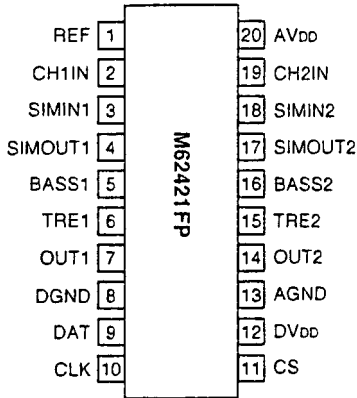 REF 1 20 AVDD
CH1IN 2 19 CH2IN
SIMIN1 3 18 SIMIN2
SIMOUT1 4 17 SIMOUT2
BASS1 5 16 BASS2
TRE1 6 15 TRE2
OUT1 7 14 OUT2
DGND 8 13 AGND
DAT 9 12 DVDD
CLK 10 11 CS
M62421FP